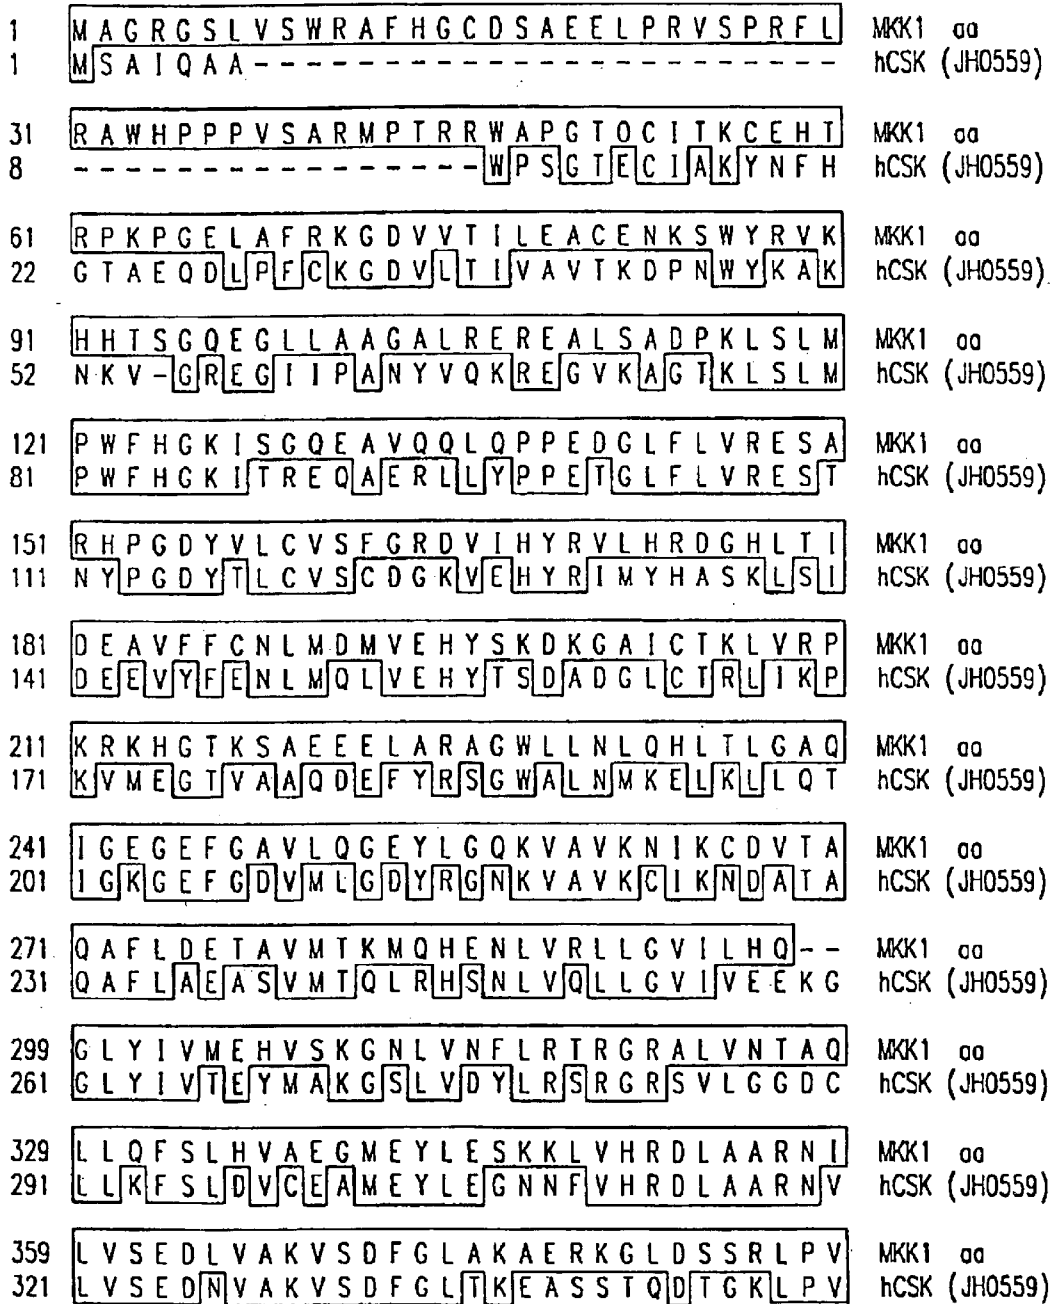 1 MAGRGSLVSWRAFHGCDSAEELPRVSPRFL MKK1 aa
1 MSAIQAA----------------------- hCSK (JH0559)
31 RAWHPPPVSARMPTRRWAPGTQCITKCEHT MKK1 aa
8 ----------------WPSGTECIAKYNFH hCSK (JH0559)
61 RPKPGELAFRKGDVVTILEACENKSWYRVK MKK1 aa
22 GTAEQDLPFCKGDVLTIVAVTKDPNWYKAK hCSK (JH0559)
91 HHTSGQEGLLAAGALREREALSADPKLSLM MKK1 aa
52 NKV-GREGIIPANYVQKREGVKAGTKLSLM hCSK (JH0559)
121 PWFHGKISGQEAVQQLQPPEDGLFLVRESA MKK1 aa
81 PWFHGKITREQAERLLYPPETGLFLVREST hCSK (JH0559)
151 RHPGDYVLCVSFGRDVIHYRVLHRDGHLTI MKK1 aa
111 NYPGDYTLCVSCDGKVEHYRIMYHASKLSI hCSK (JH0559)
181 DEAVFFCNLMDMVEHYSKDKGAICTKLVRP MKK1 aa
141 DEEVYFENLMQLVEHYTSDADGLCTRLIKP hCSK (JH0559)
211 KRKHGTKSAEEELARAGWLLNLQHLTLGAQ MKK1 aa
171 KVMEGTVAAQDEFYRSGWALNMKELKLLQT hCSK (JH0559)
241 IGEGEFGAVLQGEYLGQKVAVKNIKCDVTA MKK1 aa
201 IGKGEFGDVMLGDYRGNKVAVKCIKNDATA hCSK (JH0559)
271 QAFLDETAVMTKMQHENLVRLLGVILHQ-- MKK1 aa
231 QAFLAEASVMTQLRHSNLVQLLGVIVEEKG hCSK (JH0559)
299 GLYIVMEHVSKGNLVNFLRTRGRALVNTAQ MKK1 aa
261 GLYIVTEYMAKGSLVDYLRSRGRSVLGGDC hCSK (JH0559)
329 LLQFSLHVAEGMEYLESKKLVHRDLAARNI MKK1 aa
291 LLKFSLDVCEAMEYLEGNNFVHRDLAARNV hCSK (JH0559)
359 LVSEDLVAKVSDFGLAKAERKGLDSSRLPV MKK1 aa
321 LVSEDNVAKVSDFGLTKEASSTQDTGKLPV hCSK (JH0559)